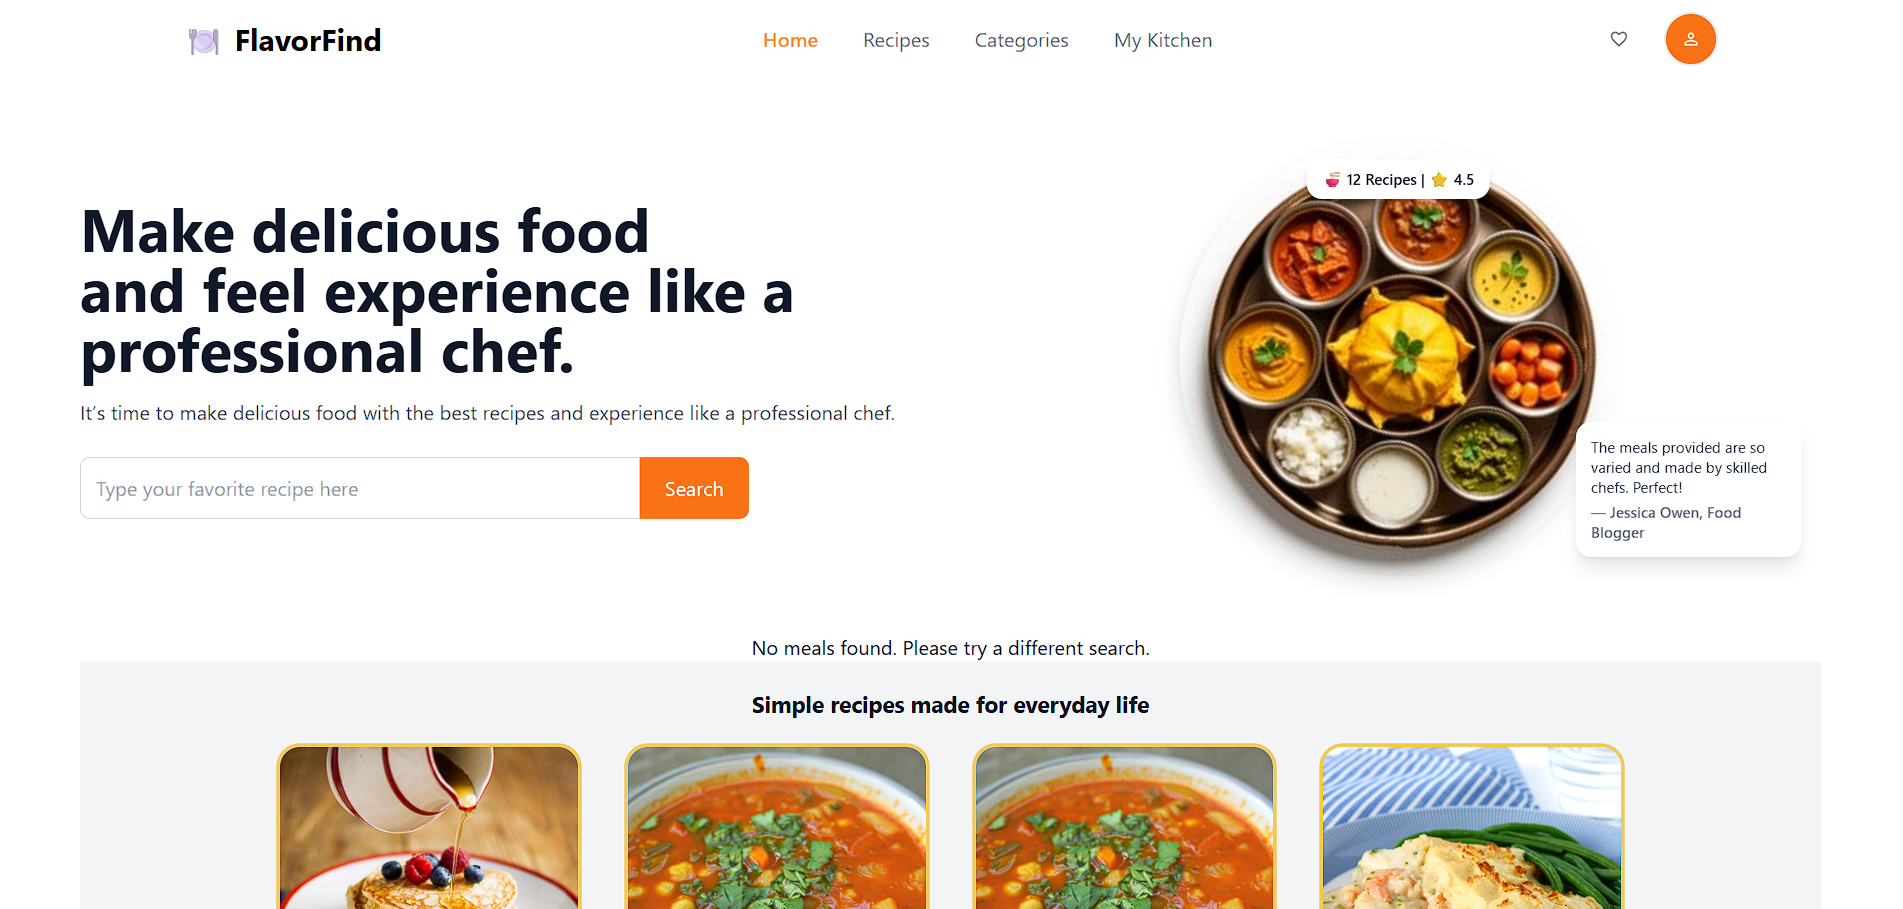 FlavorFind
Home
Recipes
Categories
My Kitchen
12 Recipes | 4.5
Make delicious food
and feel experience like a
professional chef.
It's time to make delicious food with the best recipes and experience like a professional chef.
Type your favorite recipe here
Search
The meals provided are so
varied and made by skilled
chefs. Perfect!
— Jessica Owen, Food
Blogger
No meals found. Please try a different search.
Simple recipes made for everyday life